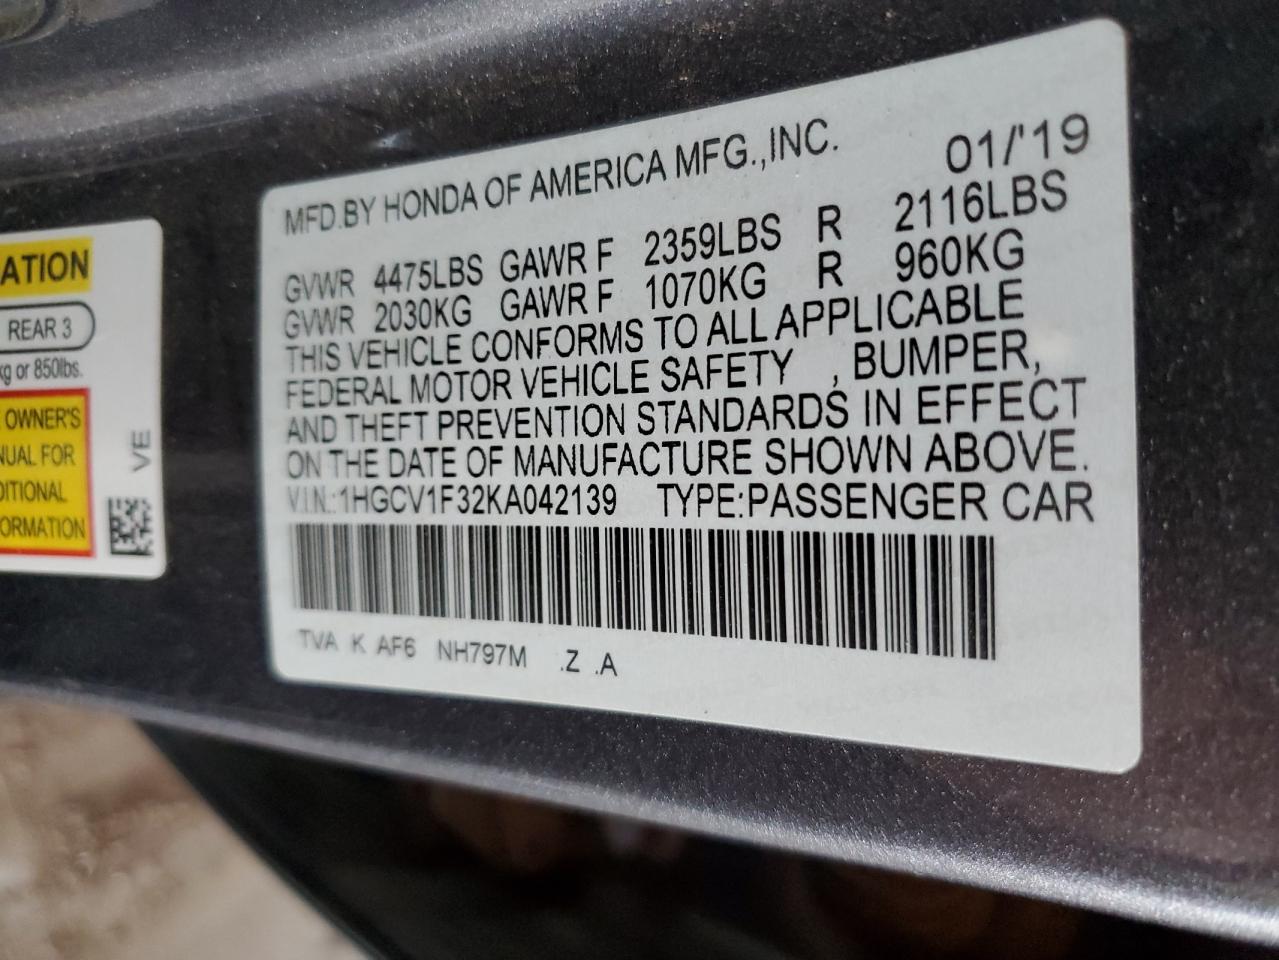 MFD.BY HONDA OF AMERICA MFG.,INC. 01/'19
GVWR 4475LBS GAWR F 2359LBS R 2116LBS
GVWR 2030KG GAWR F 1070KG R 960KG
THIS VEHICLE CONFORMS TO ALL APPLICABLE
FEDERAL MOTOR VEHICLE SAFETY , BUMPER,
AND THEFT PREVENTION STANDARDS IN EFFECT
ON THE DATE OF MANUFACTURE SHOWN ABOVE.
V.I.N.:1HGCV1F32KA042139 TYPE:PASSENGER CAR
TVA K AF6 NH797M .Z .A
ATION
REAR 3
kg or 850lbs.
OWNER'S
NUAL FOR
DITIONAL
ORMATION
VE